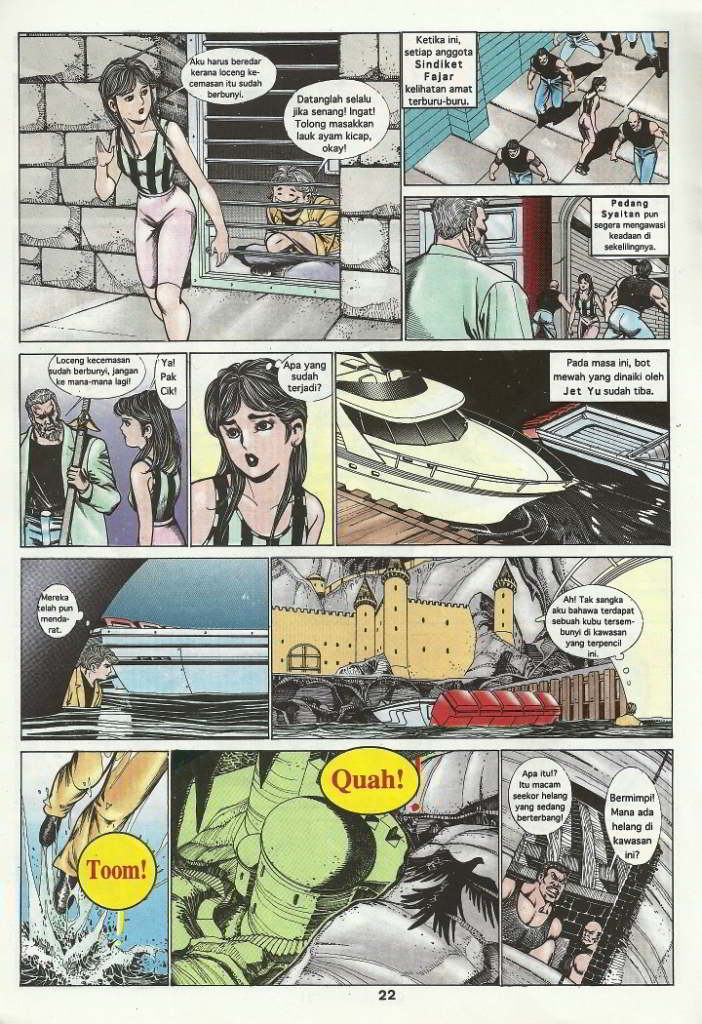 Aku harus beredar
kerana loceng ke-
cemasan itu sudah
berbunyi.
Datanglah selalu
jika senang! Ingat!
Tolong masakkan
lauk ayam kicap,
okay!
Ketika ini,
setiap anggota
Sindiket
Fajar
kelihatan amat
terburu-buru.
Pedang
Syaitan pun
segera mengawasi
keadaan di
sekelilingnya.
Loceng kecemasan
sudah berbunyi, jangan
ke mana-mana lagi!
Ya!
Pak
Cik!
Apa yang
sudah
terjadi?
Pada masa ini, bot
mewah yang dinaiki oleh
Jet Yu sudah tiba.
Mereka
telah pun
menda-
rat.
Ah! Tak sangka
aku bahawa terdapat
sebuah kubu tersem-
bunyi di kawasan
yang terpencil
ini.
Toom!
Quah!
Apa itu!?
Itu macam
seekor helang
yang sedang
berterbang!
Bermimpi!
Mana ada
helang di
kawasan
ini?
22